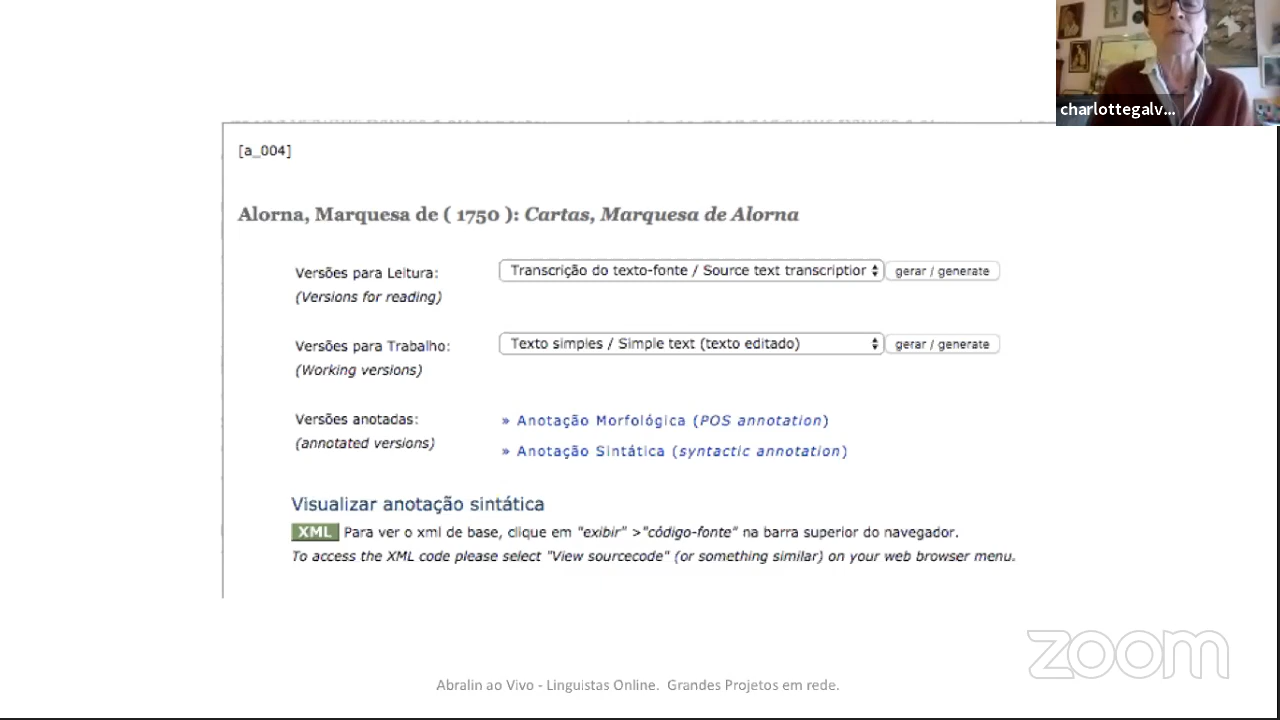 charlottegalv...
[a_004]
Alorna, Marquesa de ( 1750 ): Cartas, Marquesa de Alorna
Versões para Leitura: Transcrição do texto-fonte / Source text transcription gerar / generate
(Versions for reading)
Versões para Trabalho: Texto simples / Simple text (texto editado) gerar / generate
(Working versions)
Versões anotadas: » Anotação Morfológica (POS annotation)
(annotated versions) » Anotação Sintática (syntactic annotation)
Visualizar anotação sintática
XML Para ver o xml de base, clique em "exibir" >"código-fonte" na barra superior do navegador.
To access the XML code please select "View sourcecode" (or something similar) on your web browser menu.
zoom
Abralin ao Vivo - Linguistas Online. Grandes Projetos em rede.